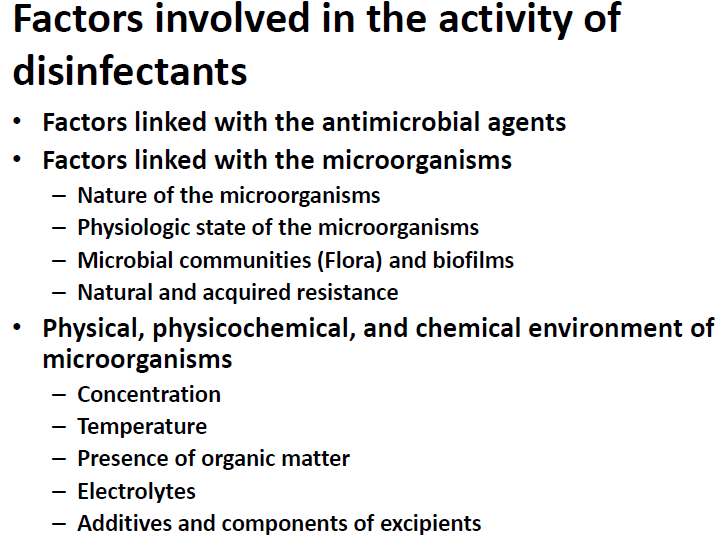 Factors involved in the activity of
disinfectants
• Factors linked with the antimicrobial agents
• Factors linked with the microorganisms
– Nature of the microorganisms
– Physiologic state of the microorganisms
– Microbial communities (Flora) and biofilms
– Natural and acquired resistance
• Physical, physicochemical, and chemical environment of
microorganisms
– Concentration
– Temperature
– Presence of organic matter
– Electrolytes
– Additives and components of excipients